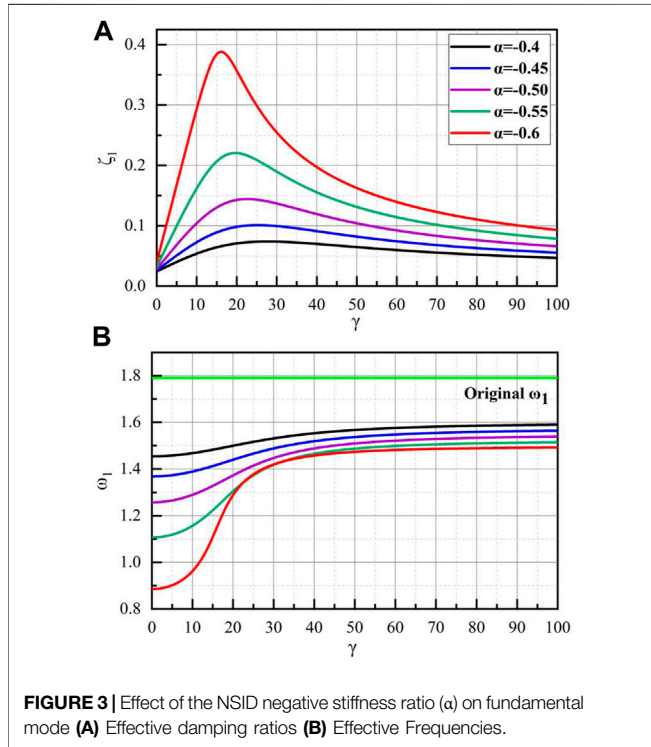 A
0.4
0.3
0.2
0.1
0.0
ζ1
α=-0.4
α=-0.45
α=-0.50
α=-0.55
α=-0.6
0 10 20 30 40 50 60 70 80 90 100
γ
B
1.8
1.6
1.4
1.2
1.0
0.8
ω1
Original ω1
0 10 20 30 40 50 60 70 80 90 100
γ
FIGURE 3 | Effect of the NSID negative stiffness ratio (α) on fundamental
mode (A) Effective damping ratios (B) Effective Frequencies.